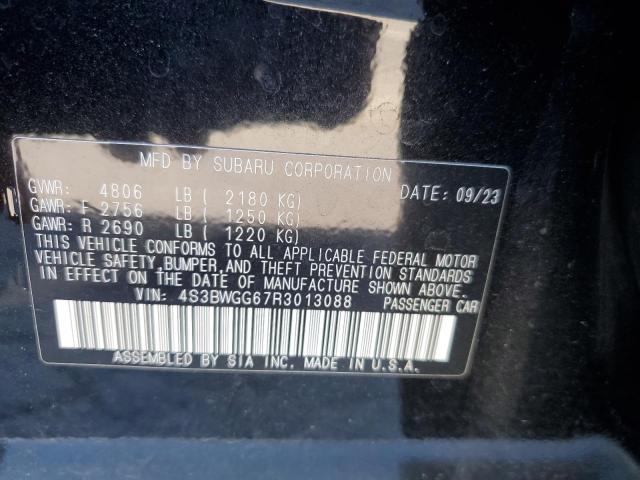 MFD BY SUBARU CORPORATION
GVWR: 4806 LB ( 2180 KG) DATE: 09/23
GAWR: F 2756 LB ( 1250 KG)
GAWR: R 2690 LB ( 1220 KG)
THIS VEHICLE CONFORMS TO ALL APPLICABLE FEDERAL MOTOR
VEHICLE SAFETY, BUMPER, AND THEFT PREVENTION STANDARDS
IN EFFECT ON THE DATE OF MANUFACTURE SHOWN ABOVE.
VIN: 4S3BWGG67R3013088 PASSENGER CAR
ASSEMBLED BY SIA INC. MADE IN U.S.A.